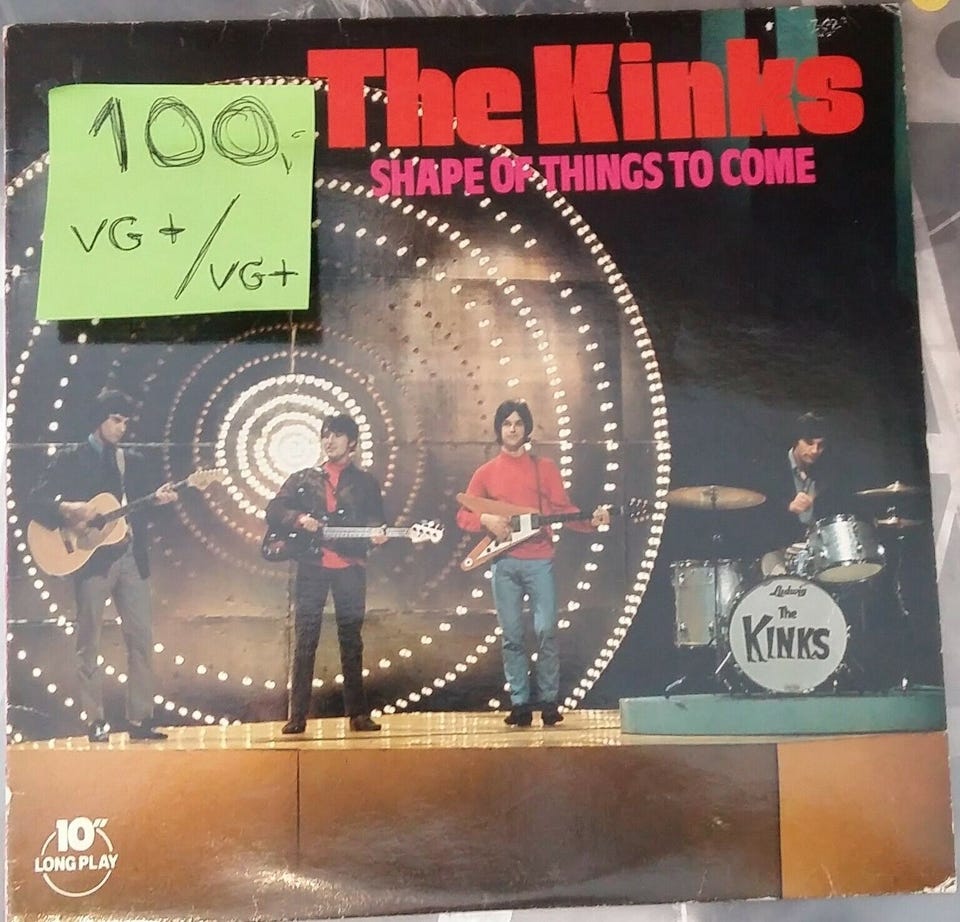 The Kinks
SHAPE OF THINGS TO COME
100,-
VG+/VG+
Ludwig
The
KINKS
10"
LONG PLAY